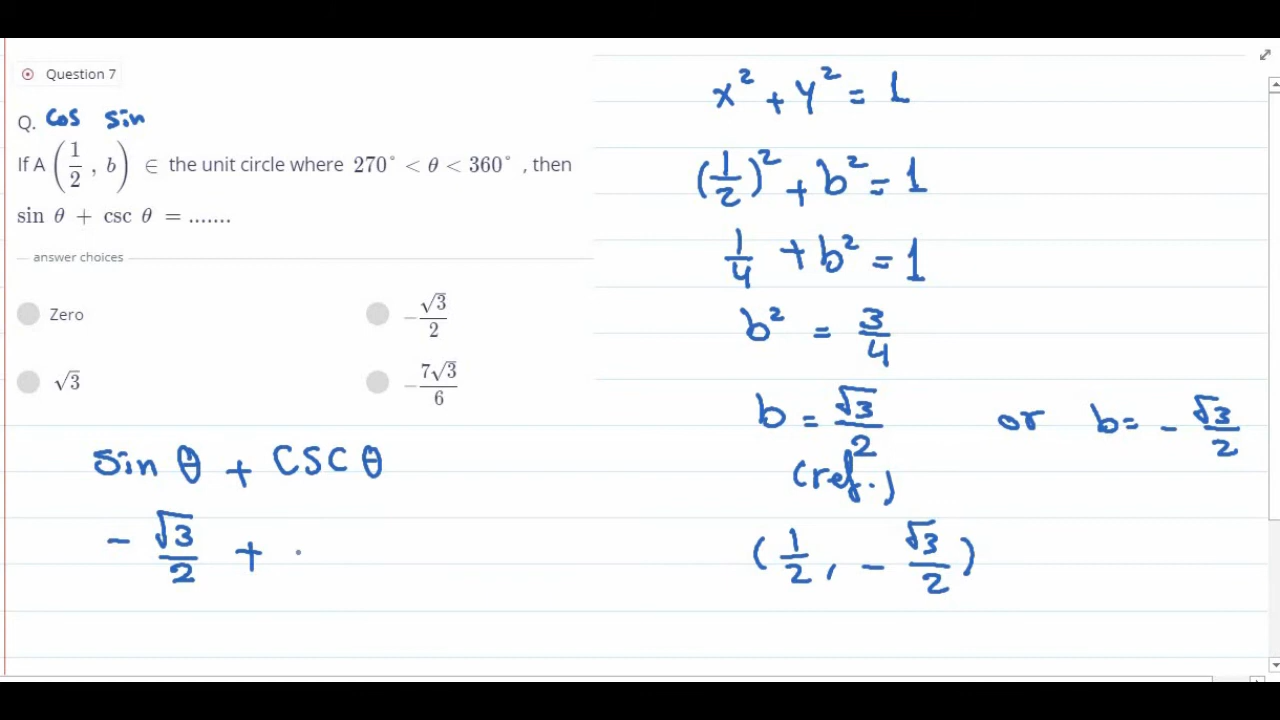 Question 7
Q. cos sin
If A (1/2 , b) ∈ the unit circle where 270° < θ < 360° , then
sin θ + csc θ = .......
answer choices
Zero
-√3/2
√3
-7√3/6
sin θ + csc θ
- √3/2 + .
x² + y² = 1
(1/2)² + b² = 1
1/4 + b² = 1
b² = 3/4
b = √3/2 or b = - √3/2
(ref.)
(1/2, - √3/2)